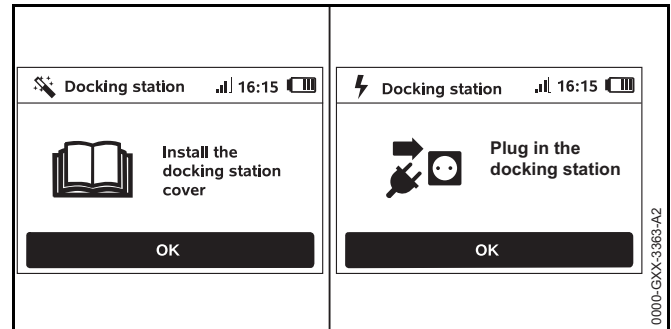 Docking station 16:15
Install the
docking station
cover
OK
Docking station 16:15
Plug in the
docking station
OK
0000-GXX-3363-A2